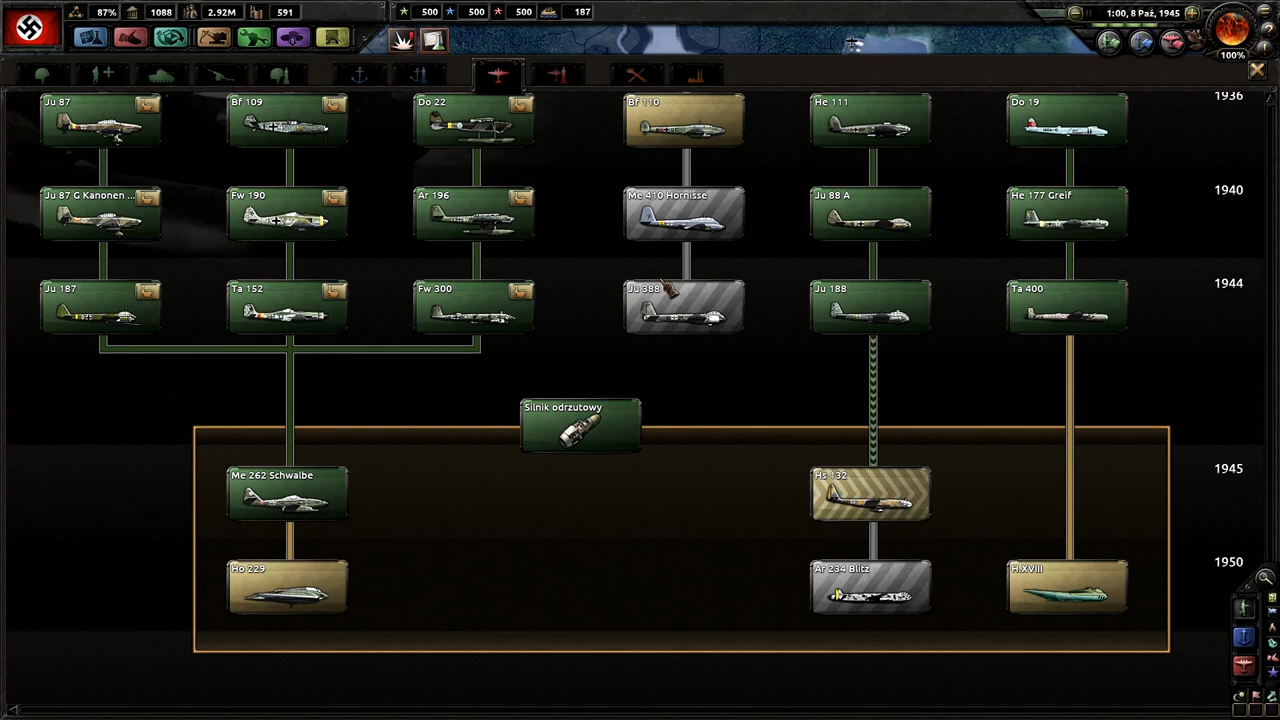 87% 1088 2.92M 591 500 500 500 187 1:00, 8 Paź, 1945
100%
Ju 87 Bf 109 Do 22 Bf 110 He 111 Do 19 1936
Ju 87 G Kanonen ... Fw 190 Ar 196 Me 410 Hornisse Ju 88 A He 177 Greif 1940
Ju 187 Ta 152 Fw 300 Ju 388 Ju 188 Ta 400 1944
Silnik odrzutowy
Me 262 Schwalbe Hs 132 1945
Ho 229 Ar 234 Blitz H.XVIII 1950